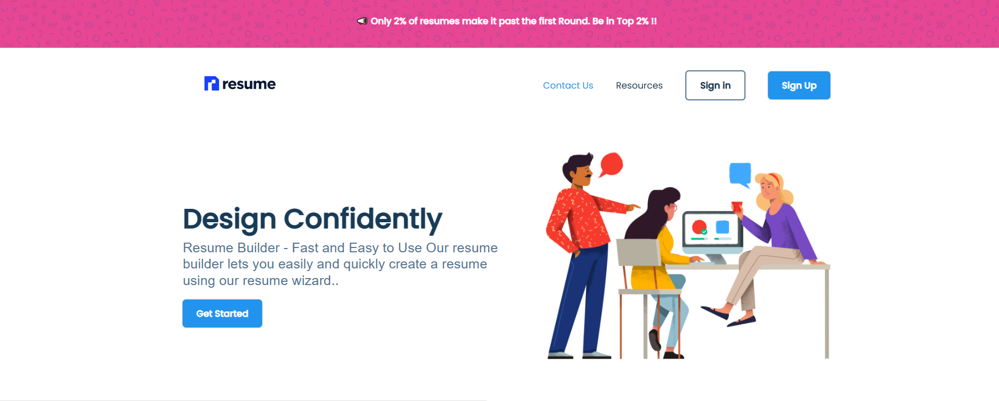 📢 Only 2% of resumes make it past the first Round. Be in Top 2% !!
resume
Contact Us
Resources
Sign in
Sign Up
Design Confidently
Resume Builder - Fast and Easy to Use Our resume
builder lets you easily and quickly create a resume
using our resume wizard..
Get Started